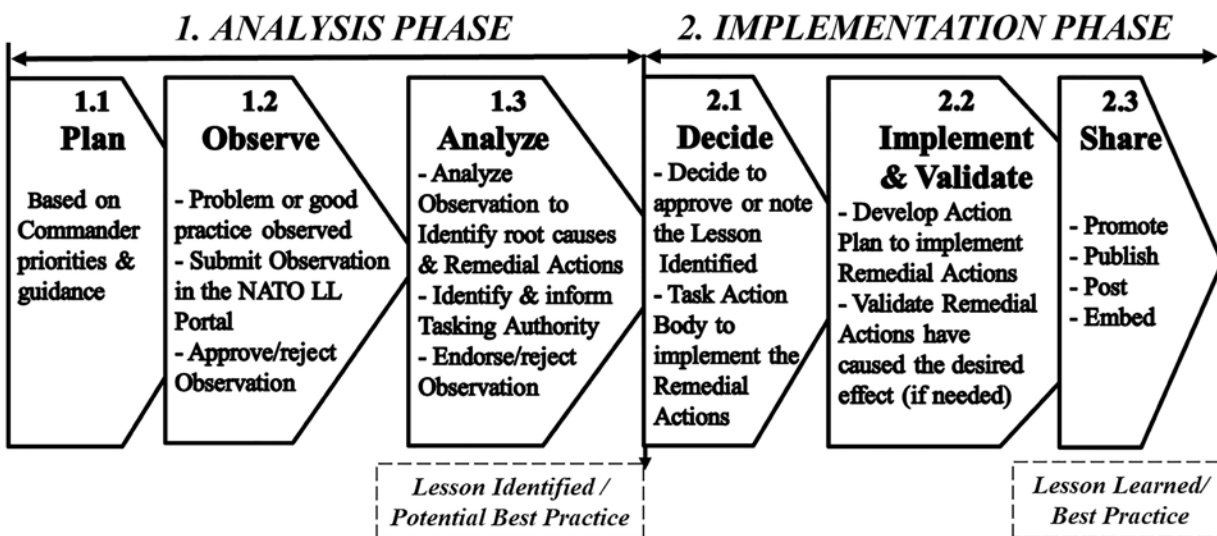 1. ANALYSIS PHASE
2. IMPLEMENTATION PHASE
1.1
Plan
Based on
Commander
priorities &
guidance
1.2
Observe
- Problem or good
practice observed
- Submit Observation
in the NATO LL
Portal
- Approve/reject
Observation
1.3
Analyze
- Analyze
Observation to
Identify root causes
& Remedial Actions
- Identify & inform
Tasking Authority
- Endorse/reject
Observation
2.1
Decide
- Decide to
approve or note
the Lesson
Identified
- Task Action
Body to
implement the
Remedial
Actions
2.2
Implement
& Validate
- Develop Action
Plan to implement
Remedial Actions
- Validate Remedial
Actions have
caused the desired
effect (if needed)
2.3
Share
- Promote
- Publish
- Post
- Embed
Lesson Identified /
Potential Best Practice
Lesson Learned/
Best Practice